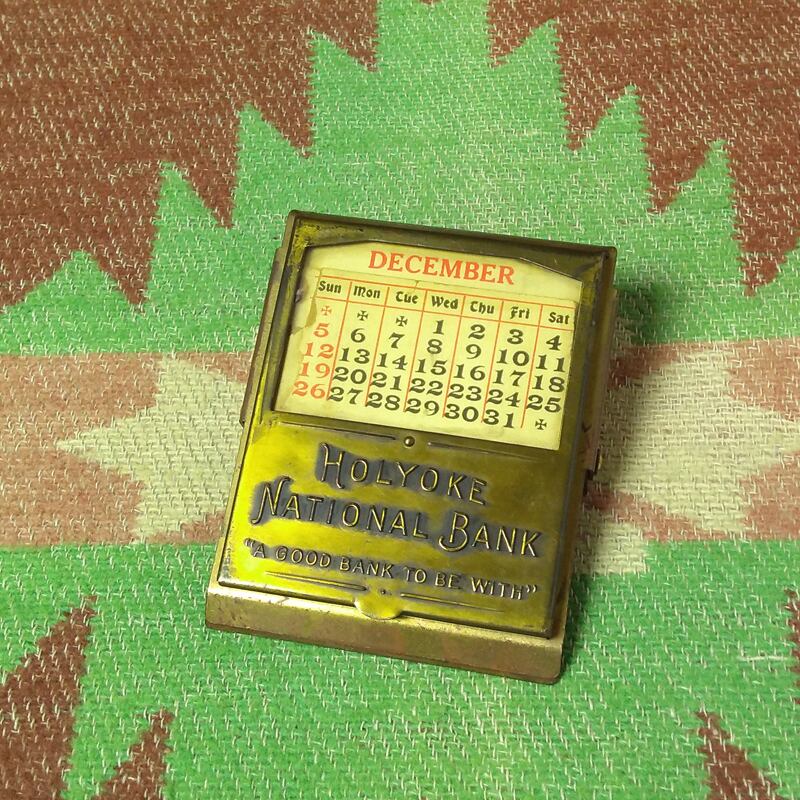 DECEMBER
Sun Mon Tue Wed Thu Fri Sat
✠ ✠ ✠ 1 2 3 4
5 6 7 8 9 10 11
12 13 14 15 16 17 18
19 20 21 22 23 24 25
26 27 28 29 30 31 ✠
HOLYOKE
NATIONAL BANK
"A GOOD BANK TO BE WITH"